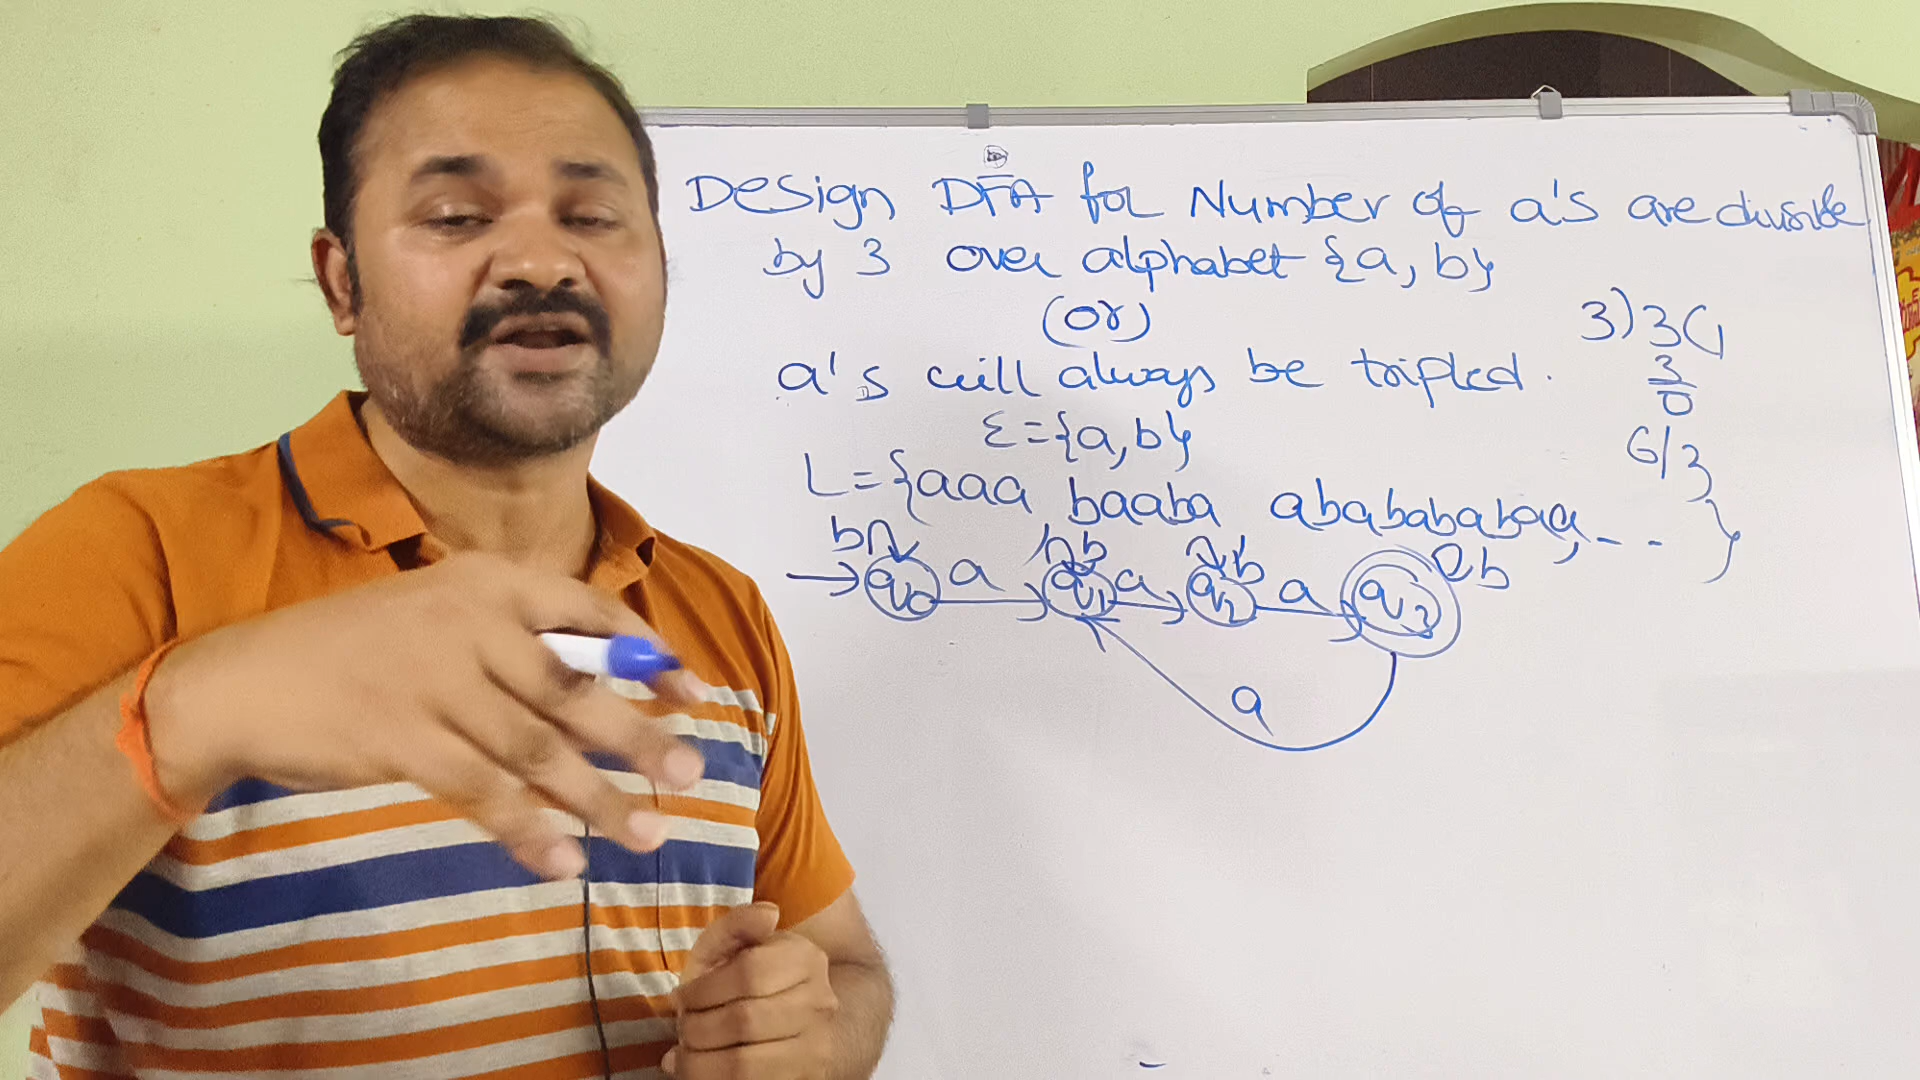 Design DFA for Number of a's are divisible
by 3 over alphabet {a, b}
(or)
a's will always be tripled.
Ɛ={a,b}
L={aaa, baaba ababababaa, -- }
3)3(1
3
0
6/3
b b b b
q0 a q1 a q2 a q3
a